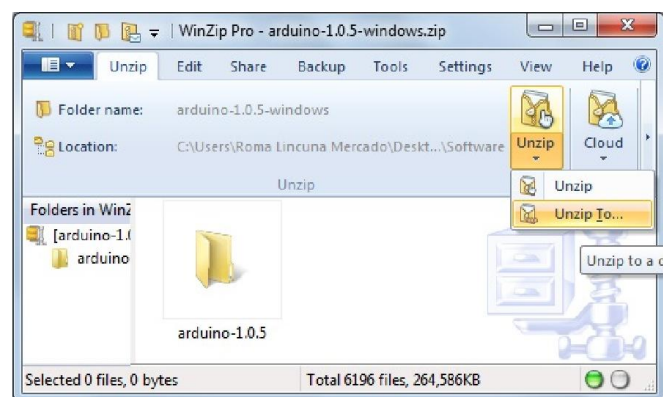 WinZip Pro - arduino-1.0.5-windows.zip
Unzip Edit Share Backup Tools Settings View Help
Folder name: arduino-1.0.5-windows
Location: C:\Users\Roma Lincuna Mercado\Deskt...\Software
Unzip Cloud
Unzip
Unzip
Unzip To...
Folders in WinZ
[arduino-1.0
arduino
Unzip to a c
arduino-1.0.5
Selected 0 files, 0 bytes Total 6196 files, 264,586KB